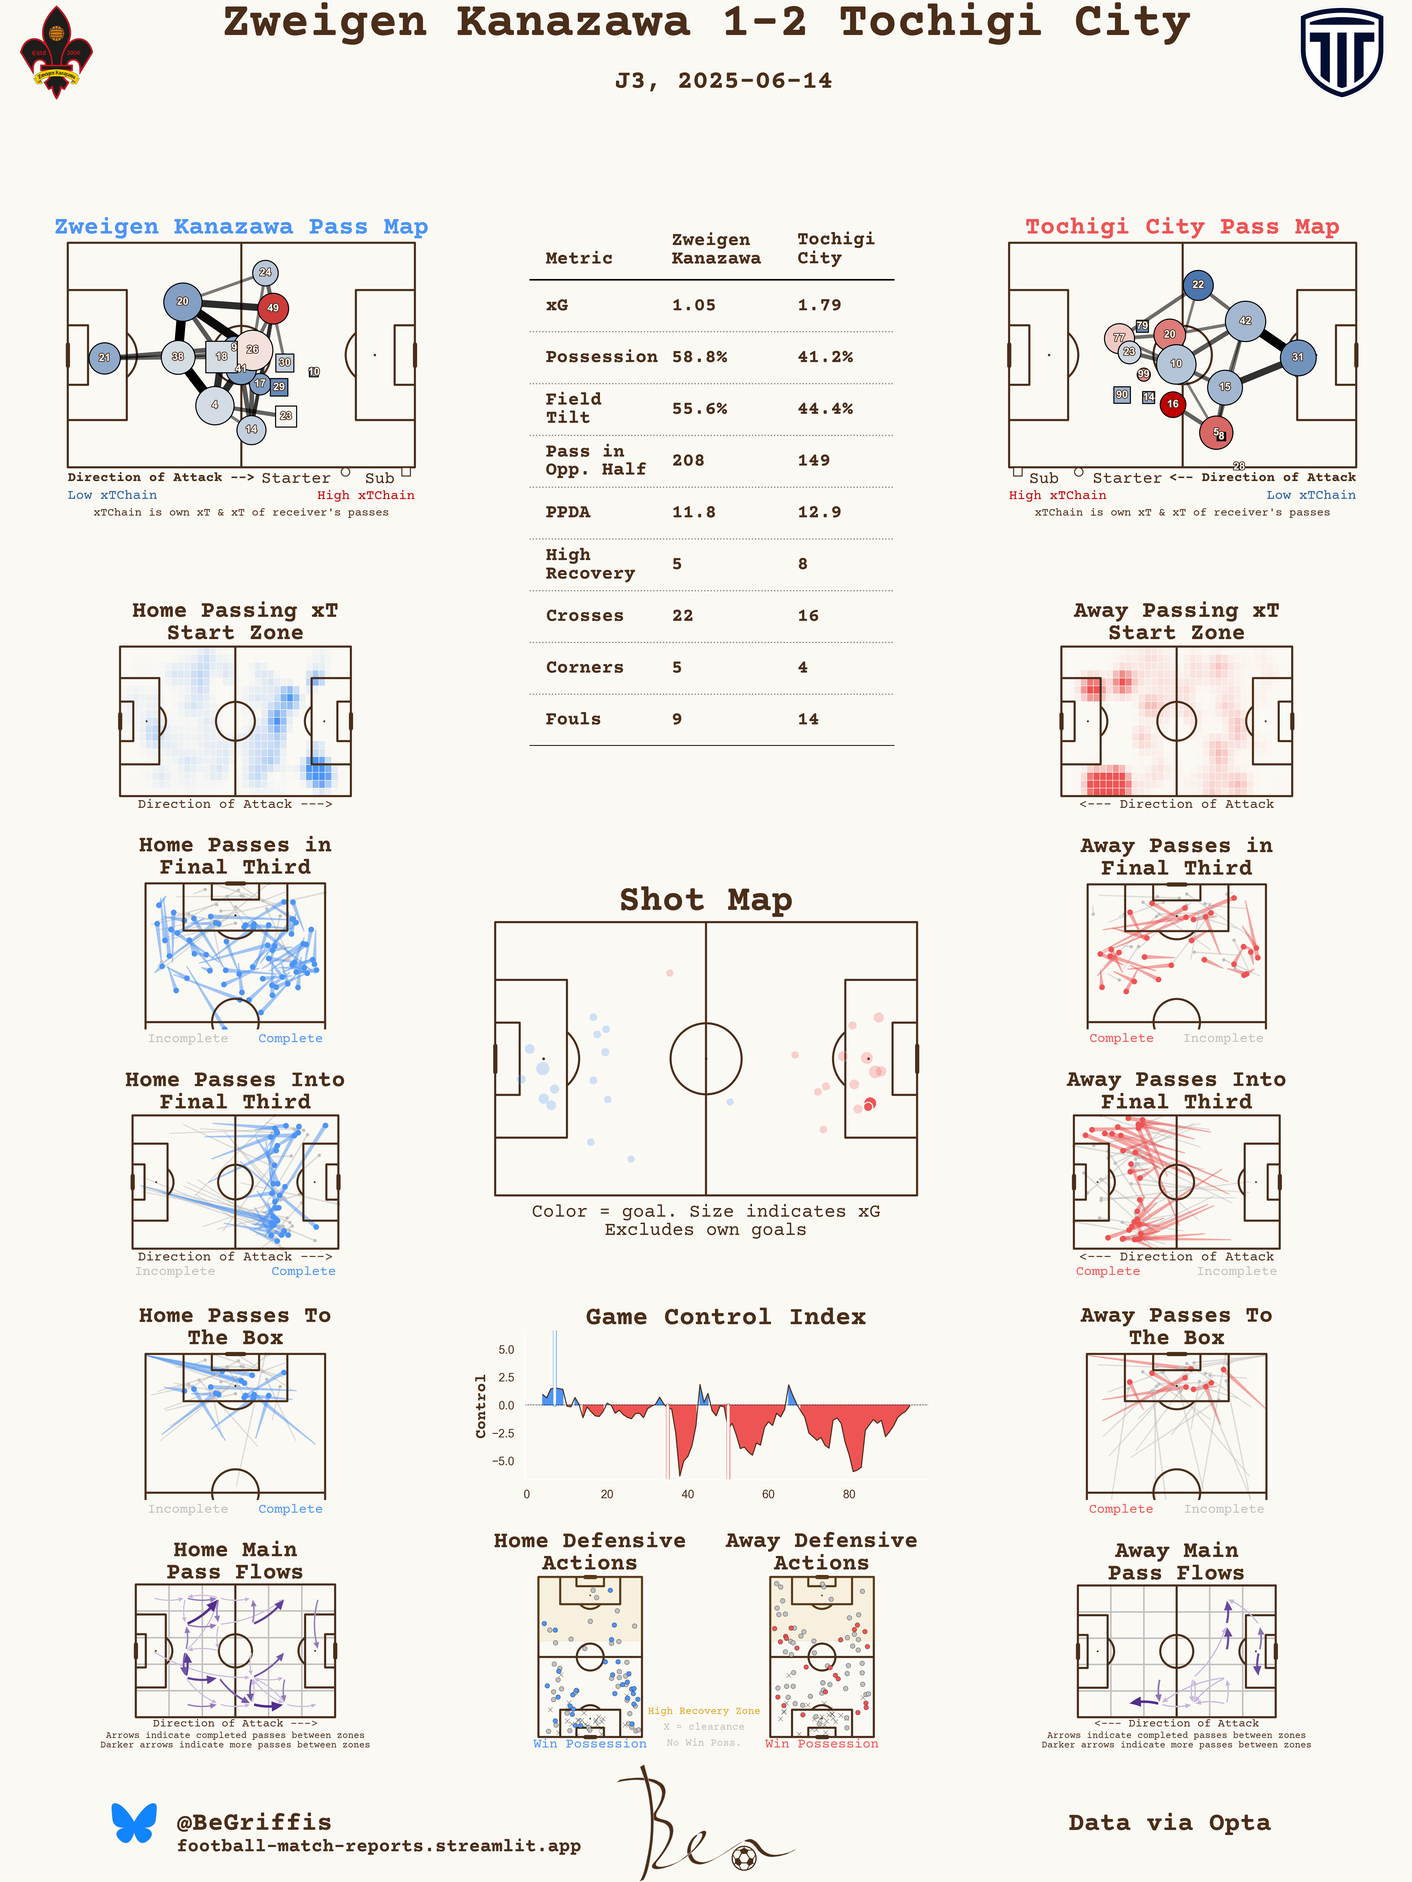 Zweigen Kanazawa 1-2 Tochigi City
J3, 2025-06-14
Estd 2006
Zweigen Kanazawa
Zweigen Kanazawa Pass Map
24
20
49
9
26
21
38
18
30
10
41
17
29
4
23
14
Direction of Attack --> Starter Sub
Low xTChain High xTChain
xTChain is own xT & xT of receiver's passes
Metric Zweigen Kanazawa Tochigi City
xG 1.05 1.79
Possession 58.8% 41.2%
Field Tilt 55.6% 44.4%
Pass in Opp. Half 208 149
PPDA 11.8 12.9
High Recovery 5 8
Crosses 22 16
Corners 5 4
Fouls 9 14
Tochigi City Pass Map
22
79
42
77
20
23
31
10
99
15
90
14
16
5
8
28
Sub Starter <-- Direction of Attack
High xTChain Low xTChain
xTChain is own xT & xT of receiver's passes
Home Passing xT
Start Zone
Direction of Attack --->
Away Passing xT
Start Zone
<--- Direction of Attack
Home Passes in
Final Third
Incomplete Complete
Away Passes in
Final Third
Complete Incomplete
Shot Map
Color = goal. Size indicates xG
Excludes own goals
Home Passes Into
Final Third
Direction of Attack --->
Incomplete Complete
Away Passes Into
Final Third
<--- Direction of Attack
Complete Incomplete
Home Passes To
The Box
Incomplete Complete
Game Control Index
Control
5.0
2.5
0.0
−2.5
−5.0
0 20 40 60 80
Away Passes To
The Box
Complete Incomplete
Home Main
Pass Flows
Direction of Attack --->
Arrows indicate completed passes between zones
Darker arrows indicate more passes between zones
Home Defensive
Actions
Win Possession
High Recovery Zone
X = clearance
No Win Poss.
Away Defensive
Actions
Win Possession
Away Main
Pass Flows
<--- Direction of Attack
Arrows indicate completed passes between zones
Darker arrows indicate more passes between zones
@BeGriffis
football-match-reports.streamlit.app
Ben
Data via Opta